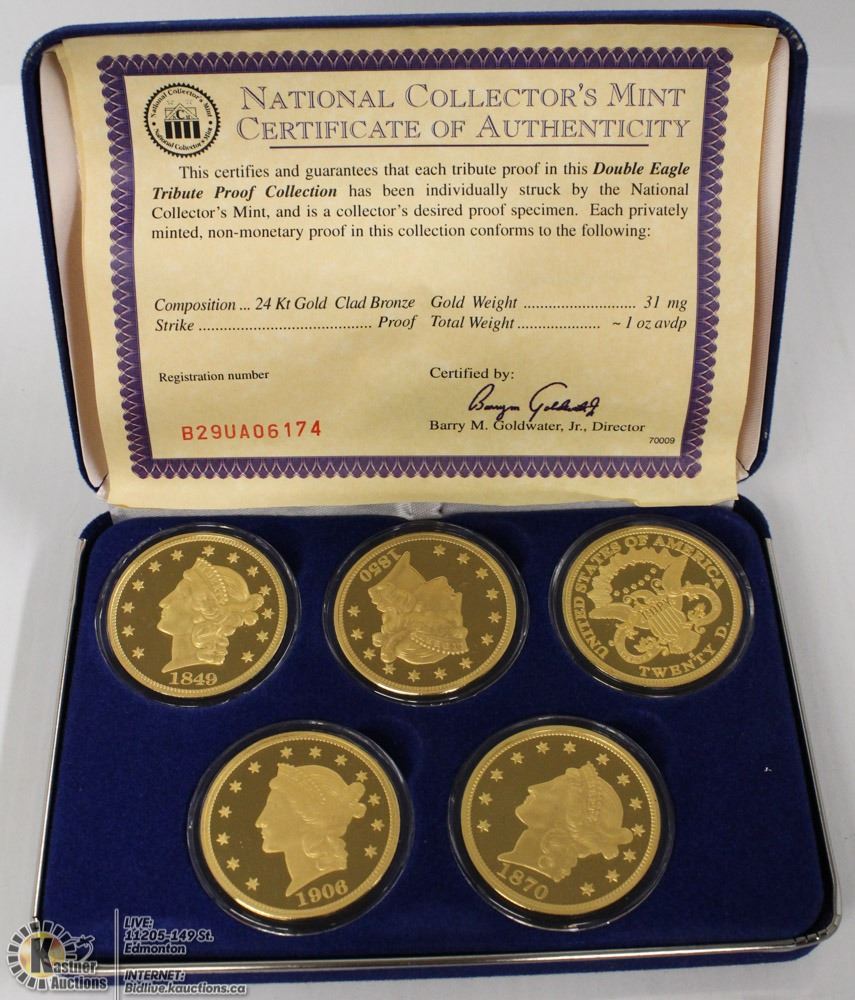 National Collector's Mint
National Collector's Mint
NATIONAL COLLECTOR'S MINT
CERTIFICATE OF AUTHENTICITY
This certifies and guarantees that each tribute proof in this Double Eagle
Tribute Proof Collection has been individually struck by the National
Collector's Mint, and is a collector's desired proof specimen. Each privately
minted, non-monetary proof in this collection conforms to the following:
Composition ... 24 Kt Gold Clad Bronze Gold Weight ........................... 31 mg
Strike .......................................... Proof Total Weight.................... ~ 1 oz avdp
Registration number
Certified by:
B29UA06174
Barry M. Goldwater, Jr., Director
70009
1849
1850
UNITED STATES OF AMERICA
TWENTY D.
1906
1870
Kastner
Auctions
LIVE:
11205-149 St.
Edmonton
INTERNET:
Bidlive.kauctions.ca